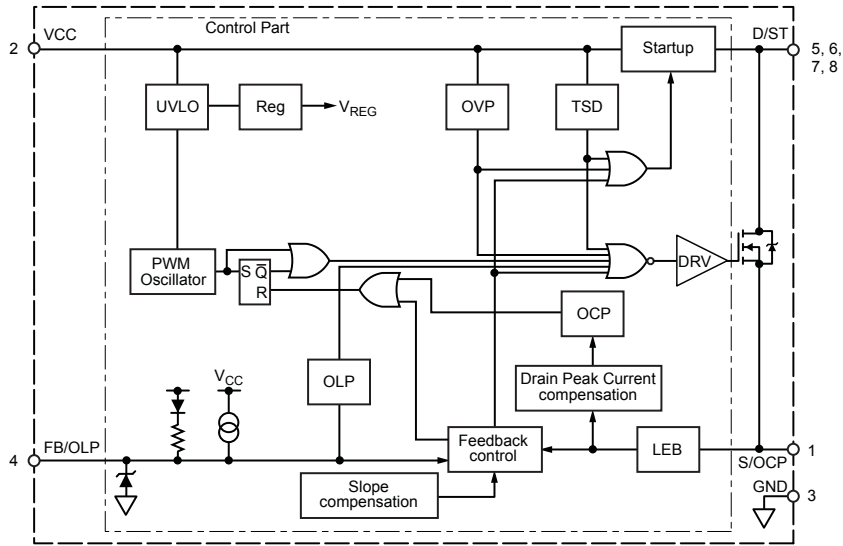 Control Part
2 VCC
D/ST
5, 6,
7, 8
Startup
UVLO
Reg
VREG
OVP
TSD
PWM
Oscillator
S Q̅
R
DRV
OCP
OLP
Drain Peak Current
compensation
VCC
4 FB/OLP
Feedback
control
LEB
S/OCP
1
Slope
compensation
GND
3